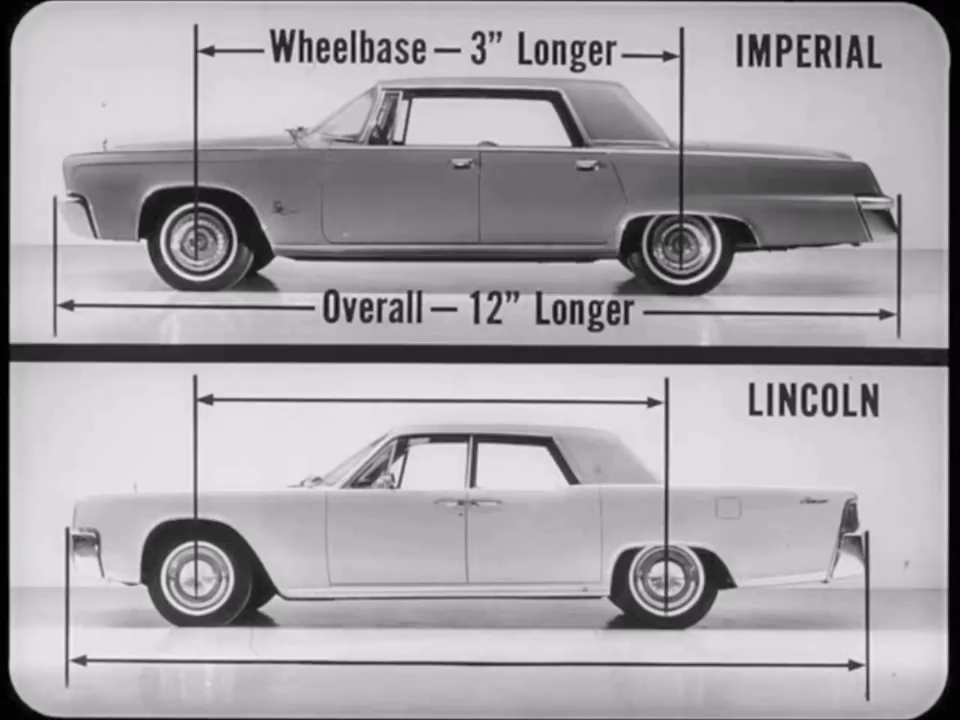 Wheelbase — 3” Longer
IMPERIAL
Overall — 12” Longer
LINCOLN